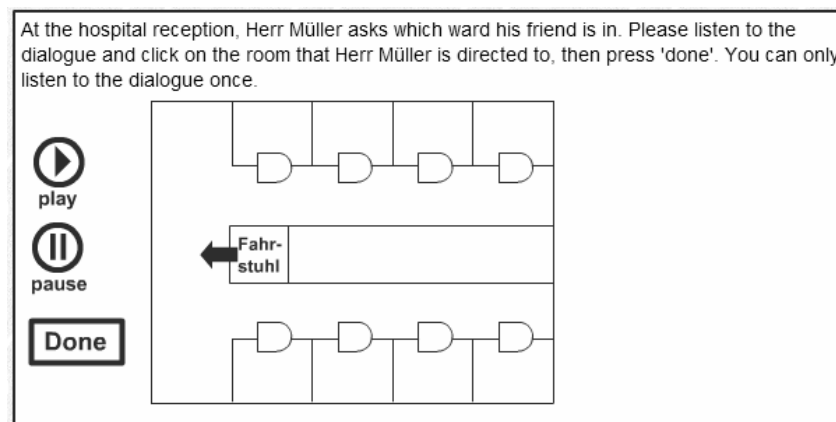 At the hospital reception, Herr Müller asks which ward his friend is in. Please listen to the
dialogue and click on the room that Herr Müller is directed to, then press 'done'. You can only
listen to the dialogue once.
play
Fahr-
stuhl
pause
Done